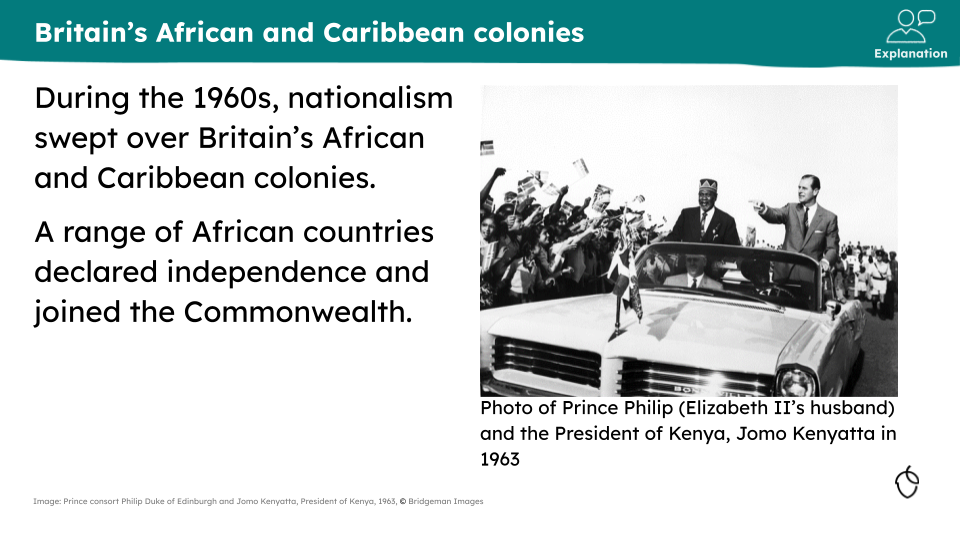 Britain's African and Caribbean colonies
Explanation
During the 1960s, nationalism
swept over Britain's African
and Caribbean colonies.
A range of African countries
declared independence and
joined the Commonwealth.
BONNEVILLE
Photo of Prince Philip (Elizabeth II's husband)
and the President of Kenya, Jomo Kenyatta in
1963
Image: Prince consort Philip Duke of Edinburgh and Jomo Kenyatta, President of Kenya, 1963, © Bridgeman Images